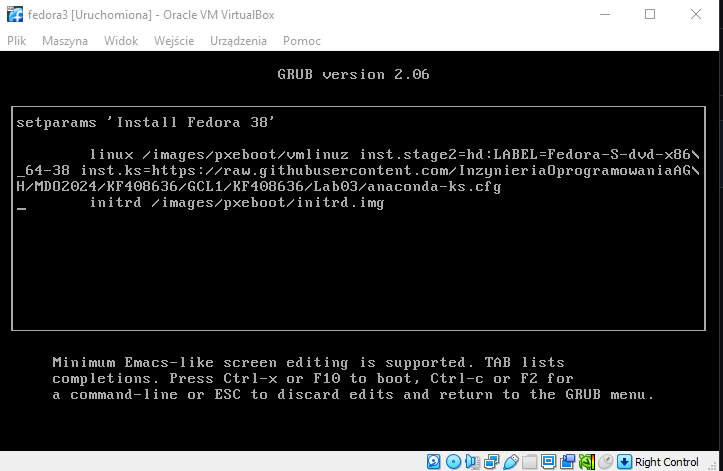 fedora3 [Uruchomiona] - Oracle VM VirtualBox
Plik Maszyna Widok Wejście Urządzenia Pomoc
GRUB version 2.06
setparams 'Install Fedora 38'
linux /images/pxeboot/vmlinuz inst.stage2=hd:LABEL=Fedora-S-dvd-x86\
_64-38 inst.ks=https://raw.githubusercontent.com/InzynieriaOprogramowaniaAG\
H/MDO2024/KF408636/GCL1/KF408636/Lab03/anaconda-ks.cfg
initrd /images/pxeboot/initrd.img
Minimum Emacs-like screen editing is supported. TAB lists
completions. Press Ctrl-x or F10 to boot, Ctrl-c or F2 for
a command-line or ESC to discard edits and return to the GRUB menu.
Right Control